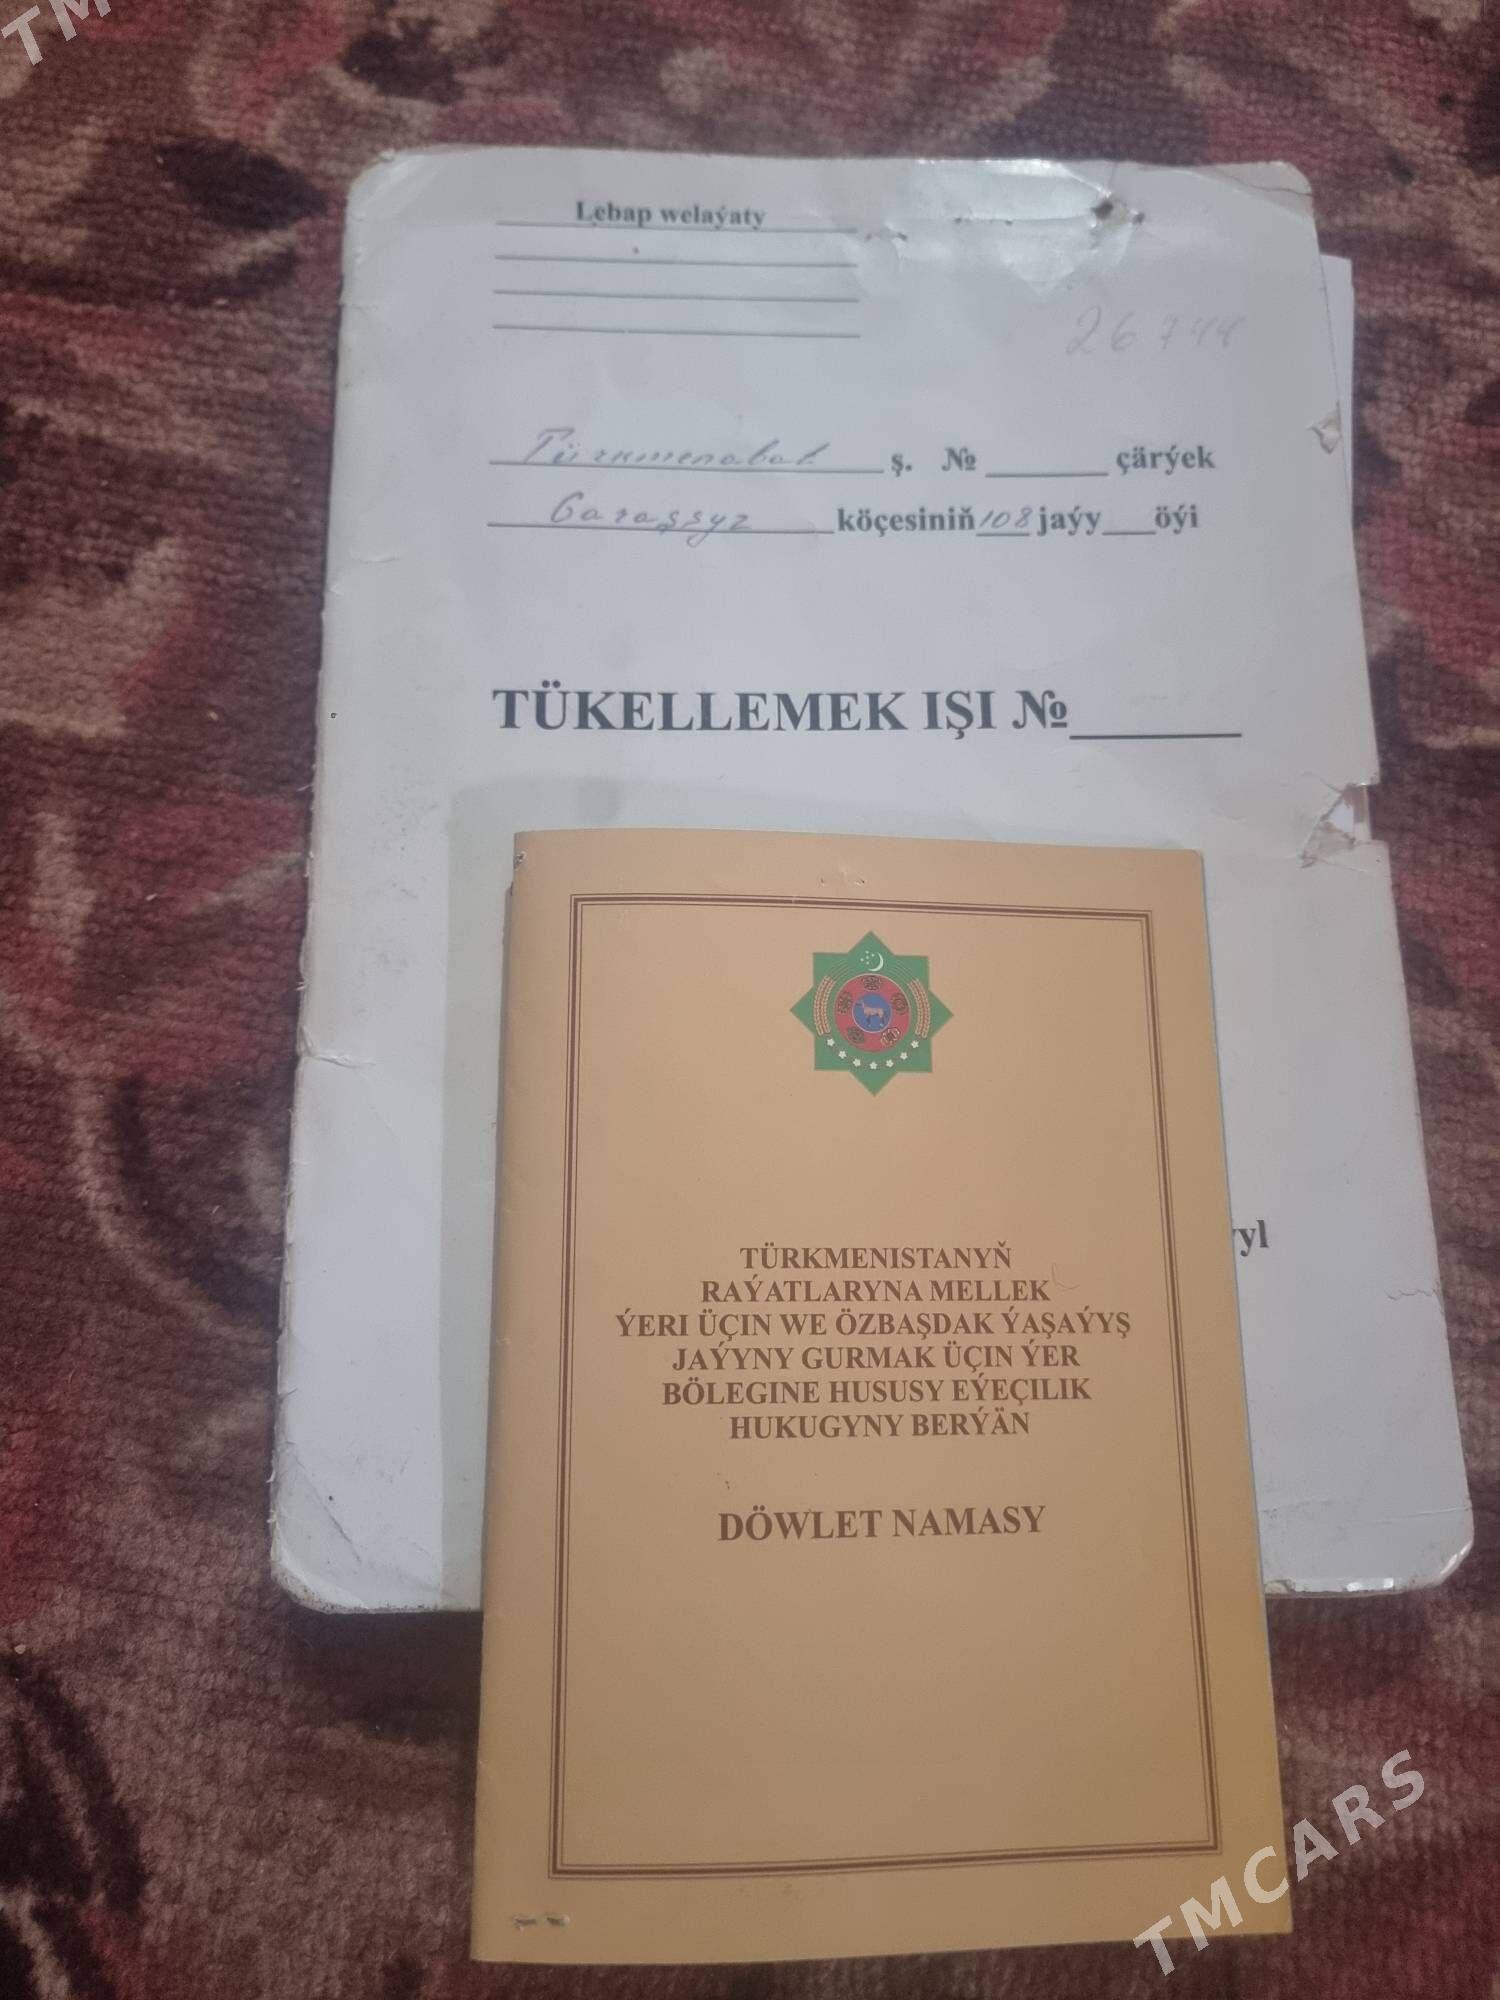 TM
Lebap welaýaty
Türkmenabat ş. № çärýek
Garaşsyz köçesiniň 108 jaýy öýi
TÜKELLEMEK IŞI №
yl
TÜRKMENISTANYŇ
RAÝATLARYNA MELLEK
ÝERI ÜÇIN WE ÖZBAŞDAK ÝAŞAÝYŞ
JAÝYNY GURMAK ÜÇIN ÝER
BÖLEGINE HUSUSY EÝEÇILIK
HUKUGYNY BERÝÄN
DÖWLET NAMASY
TMCARS